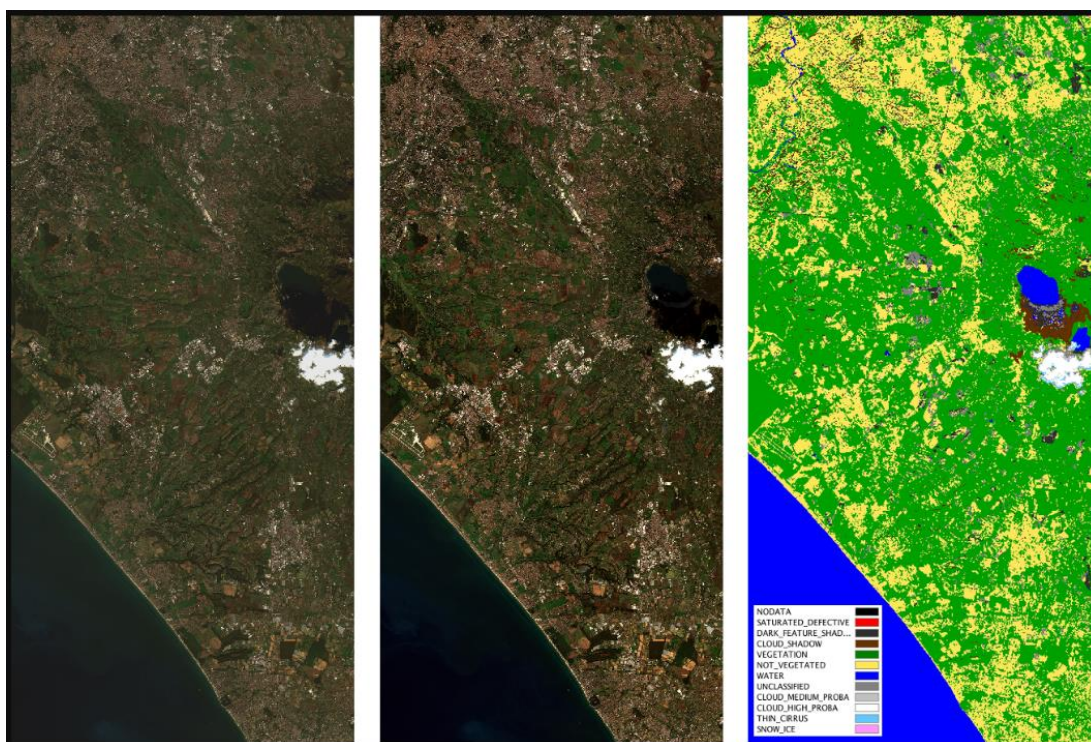 NODATA
SATURATED_DEFECTIVE
DARK_FEATURE_SHAD...
CLOUD_SHADOW
VEGETATION
NOT_VEGETATED
WATER
UNCLASSIFIED
CLOUD_MEDIUM_PROBA
CLOUD_HIGH_PROBA
THIN_CIRRUS
SNOW_ICE